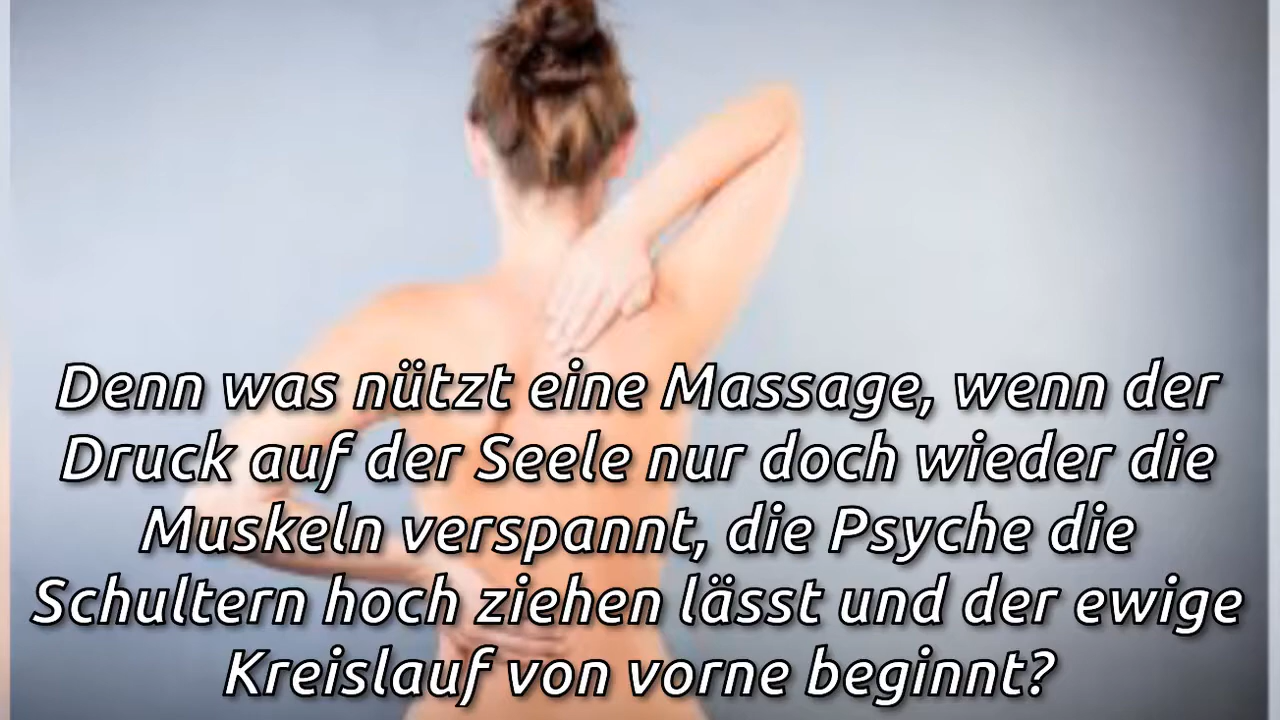 Denn was nützt eine Massage, wenn der
Druck auf der Seele nur doch wieder die
Muskeln verspannt, die Psyche die
Schultern hoch ziehen lässt und der ewige
Kreislauf von vorne beginnt?